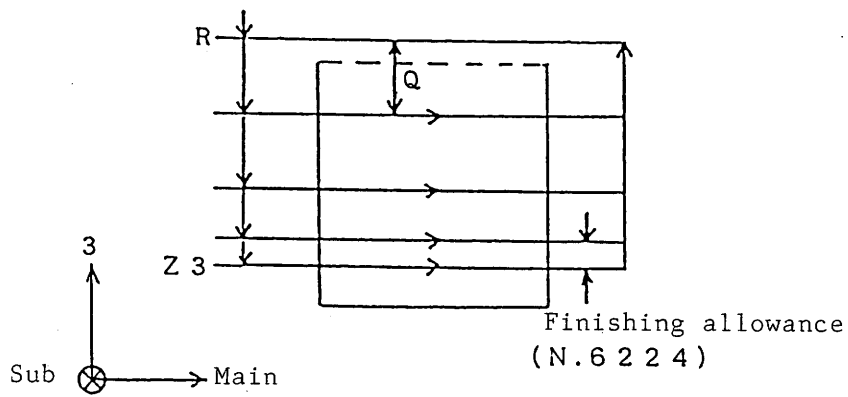 R
Q
3
Z 3
Finishing allowance
(N.6224)
Sub
Main